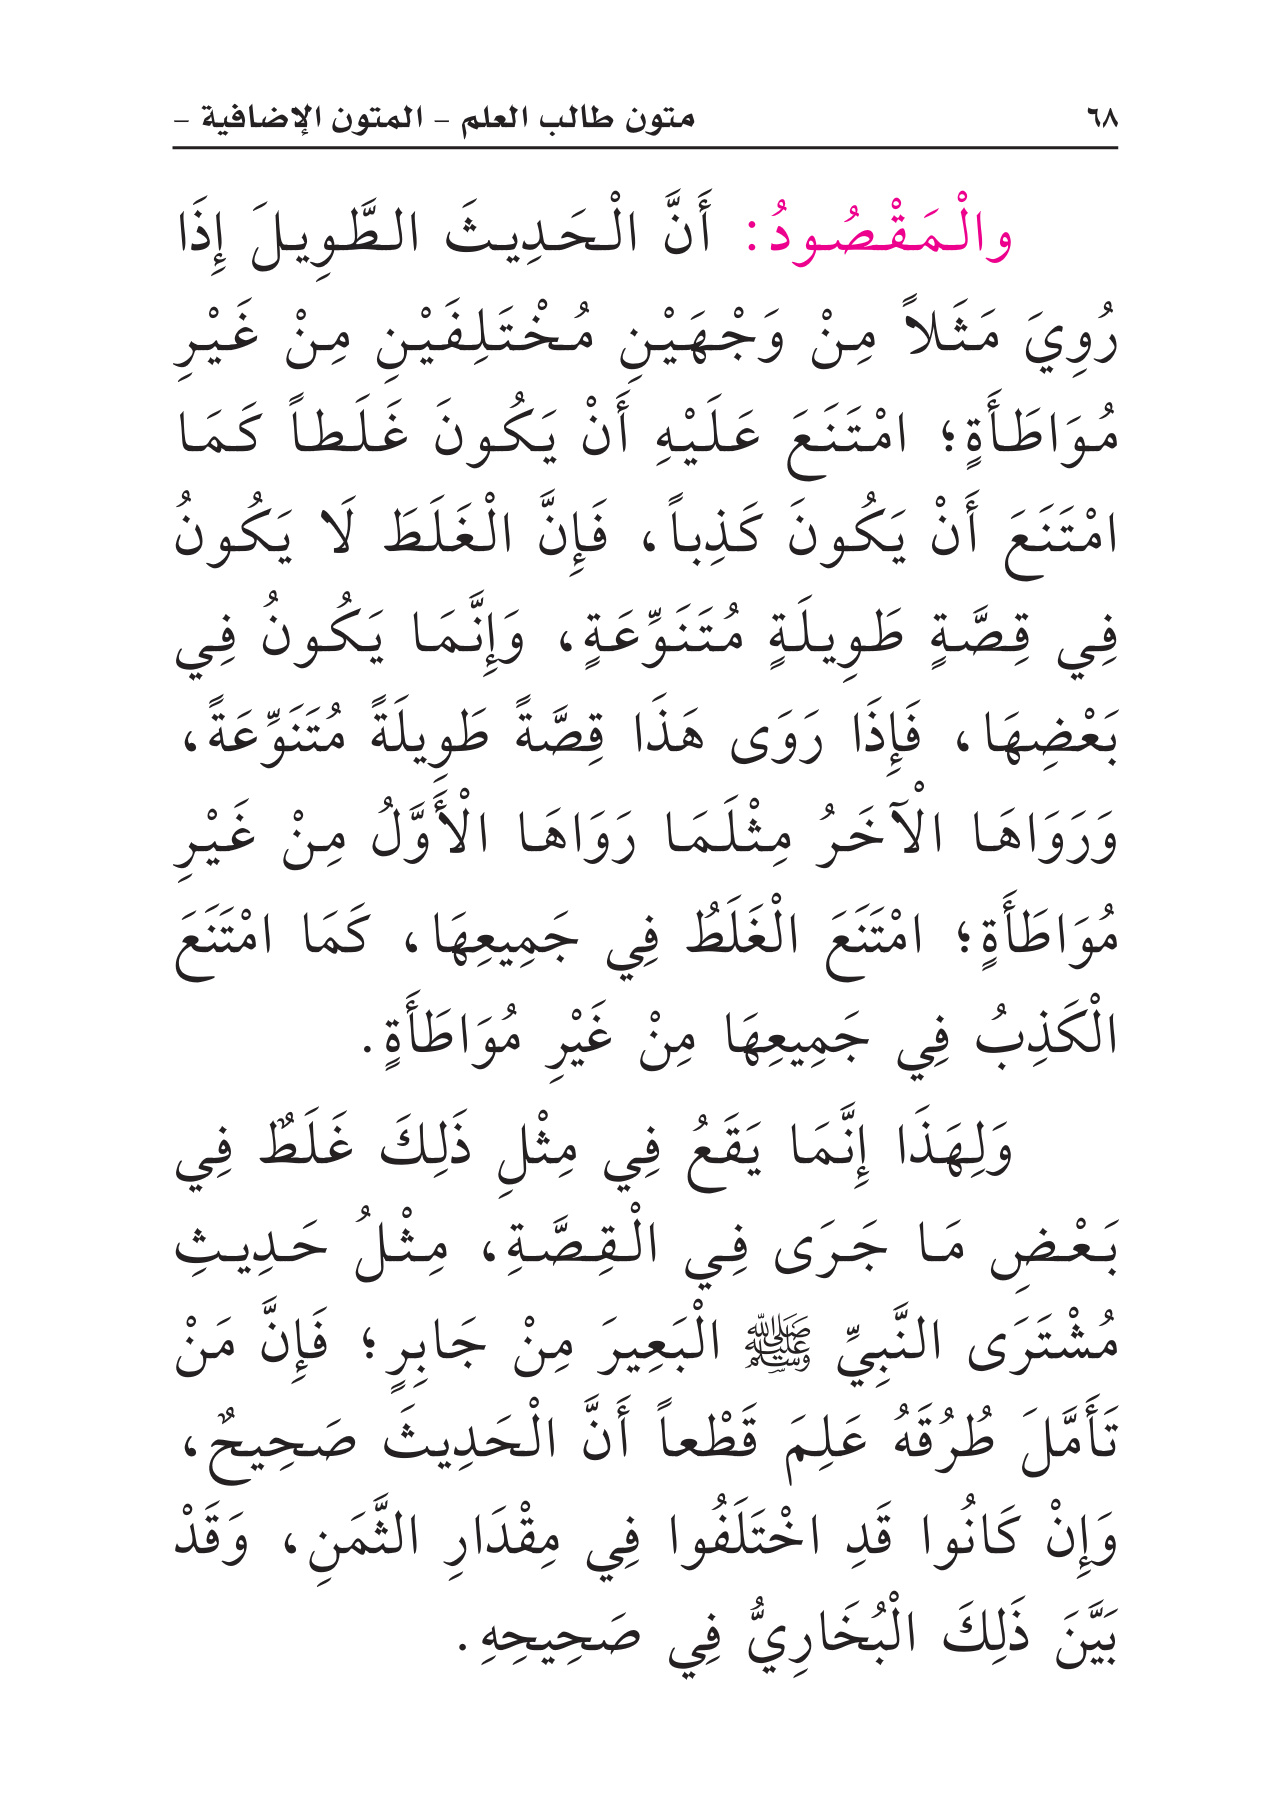 ٦٨ متون طالب العلم – المتون الإضافية –
والْمَقْصُودُ: أَنَّ الْحَدِيثَ الطَّوِيلَ إِذَا
رُوِيَ مَثَلاً مِنْ وَجْهَيْنِ مُخْتَلِفَيْنِ مِنْ غَيْرِ
مُوَاطَأَةٍ؛ امْتَنَعَ عَلَيْهِ أَنْ يَكُونَ غَلَطاً كَمَا
امْتَنَعَ أَنْ يَكُونَ كَذِباً، فَإِنَّ الْغَلَطَ لَا يَكُونُ
فِي قِصَّةٍ طَوِيلَةٍ مُتَنَوِّعَةٍ، وَإِنَّمَا يَكُونُ فِي
بَعْضِهَا، فَإِذَا رَوَى هَذَا قِصَّةً طَوِيلَةً مُتَنَوِّعَةً،
وَرَوَاهَا الْآخَرُ مِثْلَمَا رَوَاهَا الْأَوَّلُ مِنْ غَيْرِ
مُوَاطَأَةٍ؛ امْتَنَعَ الْغَلَطُ فِي جَمِيعِهَا، كَمَا امْتَنَعَ
الْكَذِبُ فِي جَمِيعِهَا مِنْ غَيْرِ مُوَاطَأَةٍ.
وَلِهَذَا إِنَّمَا يَقَعُ فِي مِثْلِ ذَلِكَ غَلَطٌ فِي
بَعْضِ مَا جَرَى فِي الْقِصَّةِ، مِثْلُ حَدِيثِ
مُشْتَرَى النَّبِيِّ ﷺ الْبَعِيرَ مِنْ جَابِرٍ؛ فَإِنَّ مَنْ
تَأَمَّلَ طُرُقَهُ عَلِمَ قَطْعاً أَنَّ الْحَدِيثَ صَحِيحٌ،
وَإِنْ كَانُوا قَدِ اخْتَلَفُوا فِي مِقْدَارِ الثَّمَنِ، وَقَدْ
بَيَّنَ ذَلِكَ الْبُخَارِيُّ فِي صَحِيحِهِ.